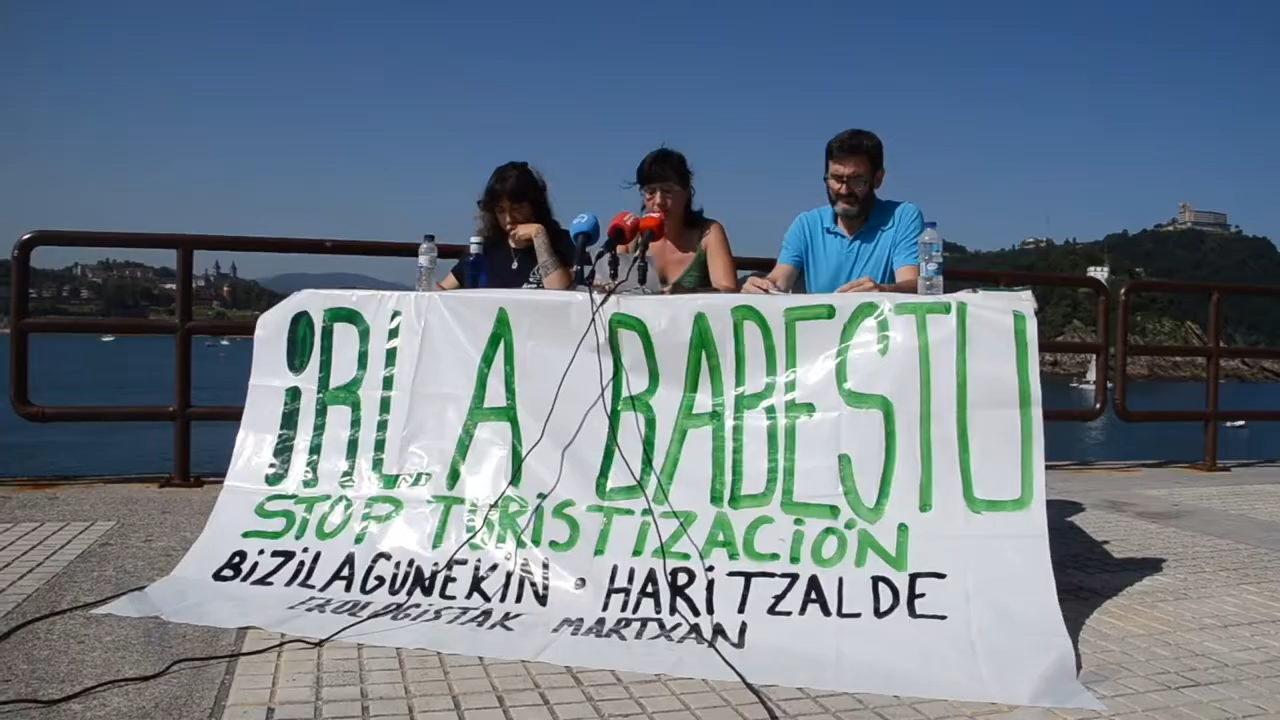 iRLA BABESTU
STOP TURiSTiZACiÓN
BiZiLAGUNEKiN · HARiTZALDE
EKOLOGiSTAK MARTXAN